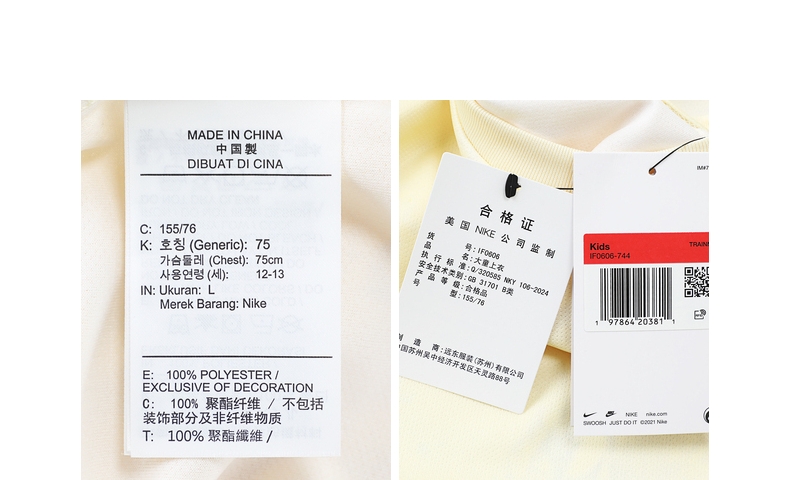 MADE IN CHINA
中国製
DIBUAT DI CINA
C: 155/76
K: 호칭 (Generic): 75
가슴둘레 (Chest): 75cm
사용연령 (세): 12-13
IN: Ukuran: L
Merek Barang: Nike
E: 100% POLYESTER /
EXCLUSIVE OF DECORATION
C: 100% 聚酯纤维 / 不包括
装饰部分及非纤维物质
T: 100% 聚酯纖維 /
合格证
美国 NIKE 公司监制
货号: IF0606
品名: 大童上衣
执行标准: Q/320585 NKY 106-2024
安全技术类别: GB 31701 B类
产品等级: 合格品
号型: 155/76
制造商: 远东服装(苏州)有限公司
中国苏州吴中经济开发区天灵路88号
IM#7
Kids
TRAIN
IF0606-744
1 97864 20381 1
NIKE nike.com
SWOOSH JUST DO IT ©2021 Nike